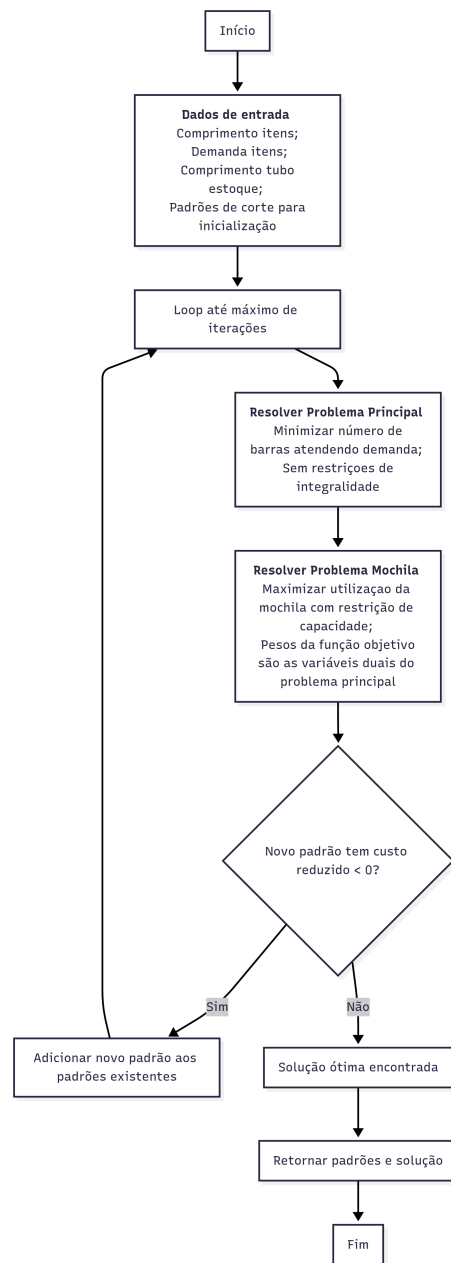 Início
Dados de entrada
Comprimento itens;
Demanda itens;
Comprimento tubo
estoque;
Padrões de corte para
inicialização
Loop até máximo de
iterações
Resolver Problema Principal
Minimizar número de
barras atendendo demanda;
Sem restriçoes de
integralidade
Resolver Problema Mochila
Maximizar utilizaçao da
mochila com restrição de
capacidade;
Pesos da função objetivo
são as variáveis duais do
problema principal
Novo padrão tem custo
reduzido < 0?
Sim
Não
Adicionar novo padrão aos
padrões existentes
Solução ótima encontrada
Retornar padrões e solução
Fim